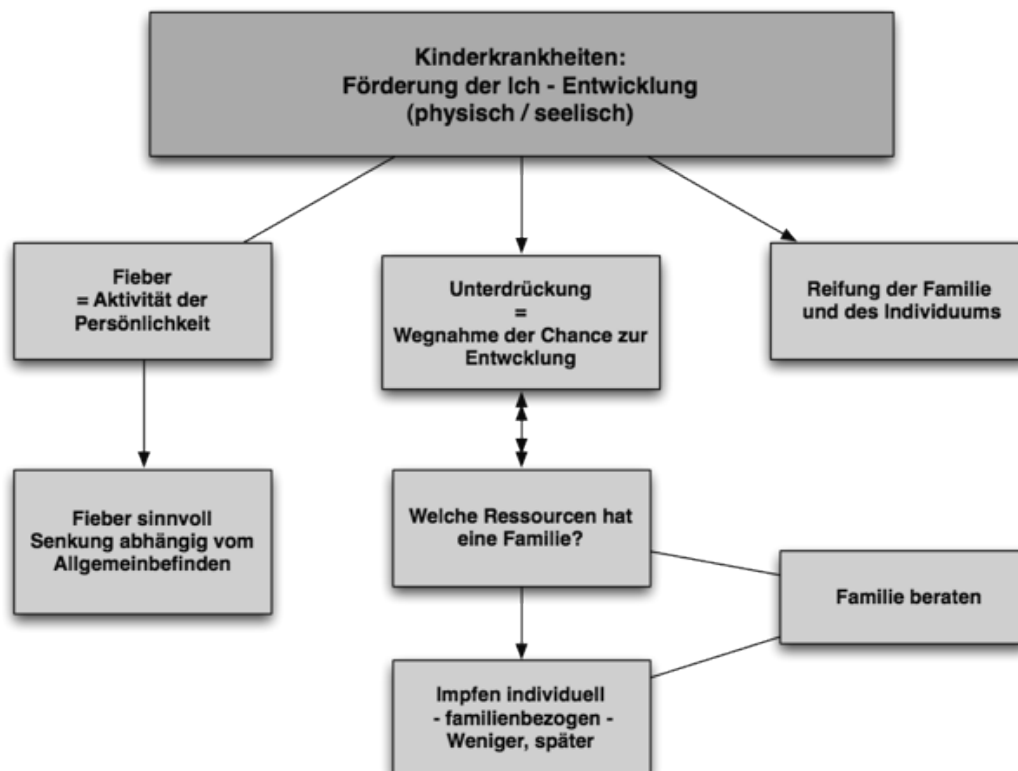 Kinderkrankheiten:
Förderung der Ich - Entwicklung
(physisch / seelisch)
Fieber
= Aktivität der
Persönlichkeit
Unterdrückung
=
Wegnahme der Chance zur
Entwcklung
Reifung der Familie
und des Individuums
Fieber sinnvoll
Senkung abhängig vom
Allgemeinbefinden
Welche Ressourcen hat
eine Familie?
Familie beraten
Impfen individuell
- familienbezogen -
Weniger, später